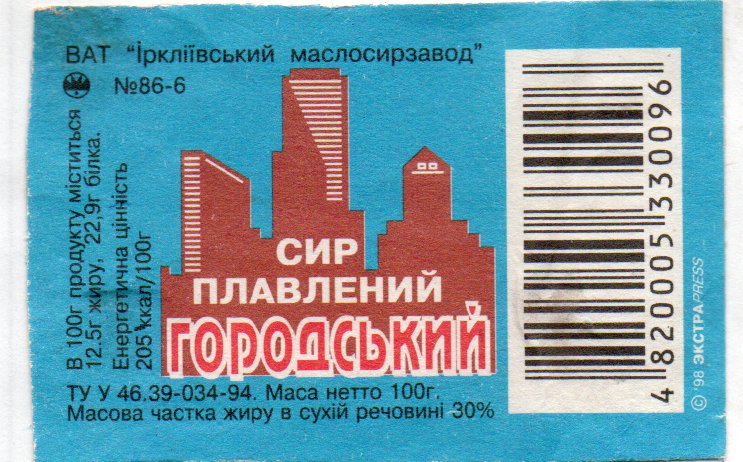 ВАТ "Іркліївський маслосирзавод"
№86-6
В 100г продукту міститься
12.5г жиру, 22,9г білка.
Енергетична цінність
205 ккал/100г
СИР
ПЛАВЛЕНИЙ
ГОРОДСЬКИЙ
ТУ У 46.39-034-94. Маса нетто 100г.
Масова частка жиру в сухій речовині 30%
4 820005 330096
© '98 ЭКСТРАPRESS